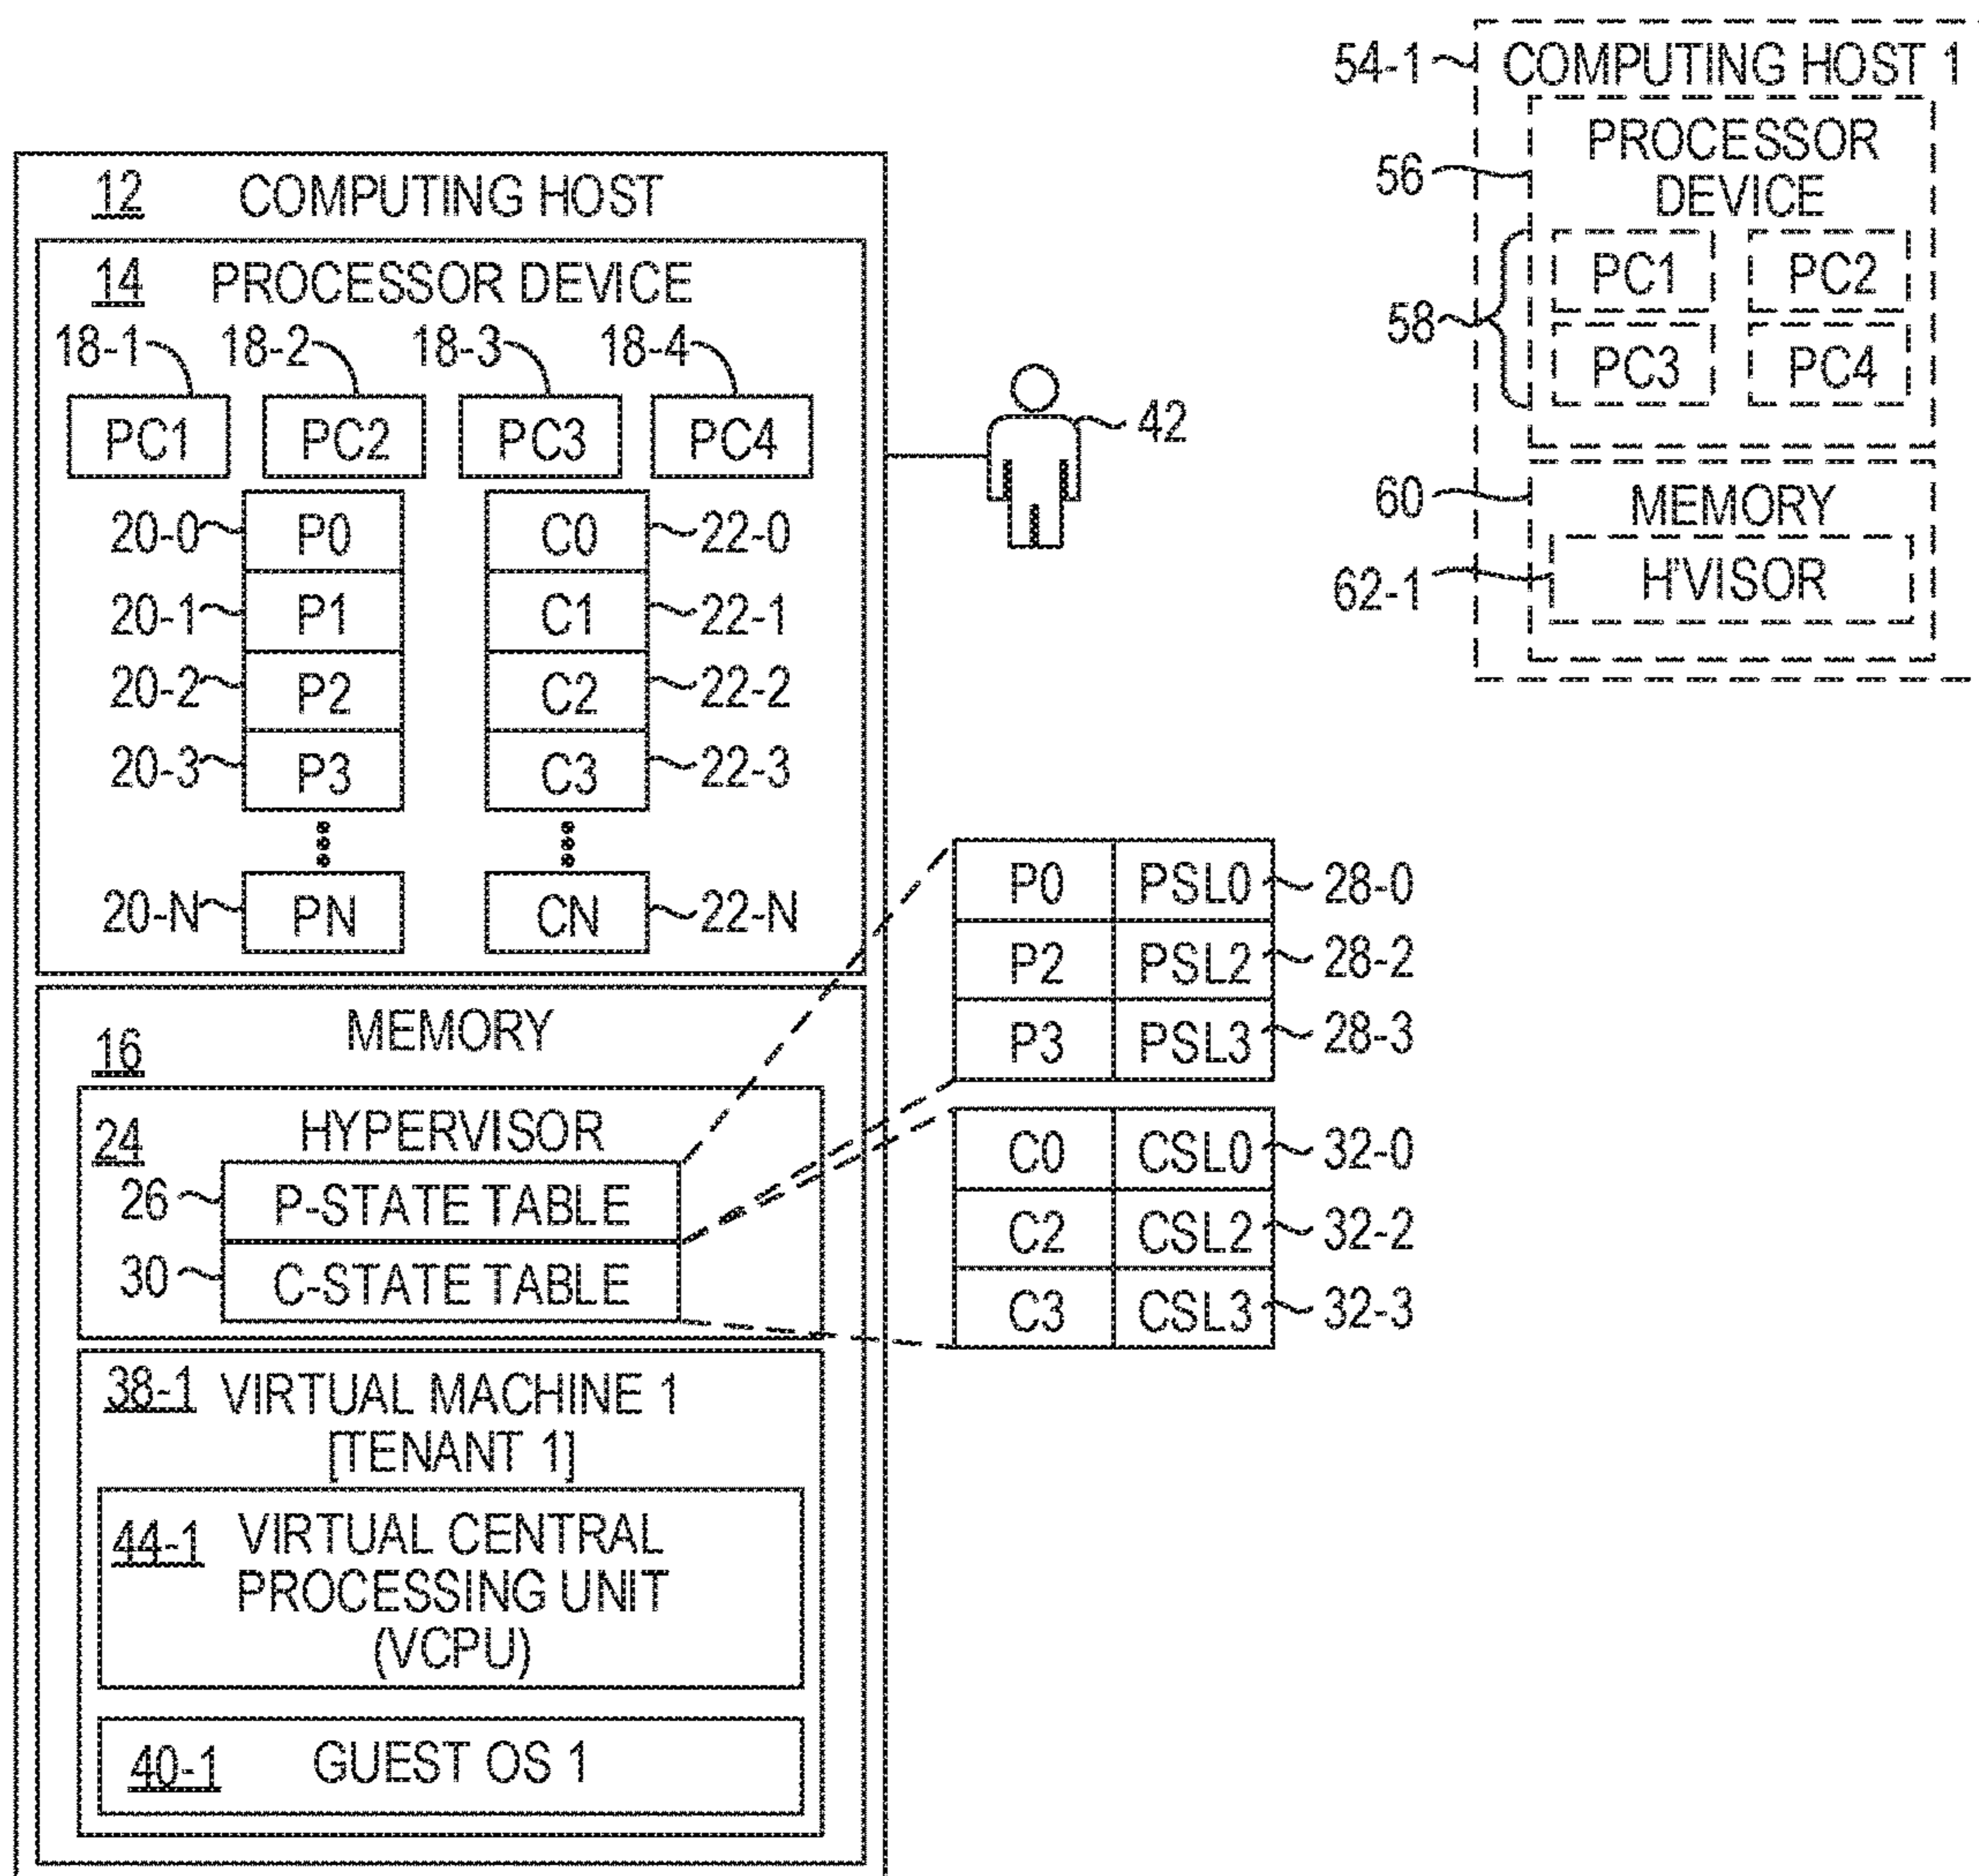 54-1 COMPUTING HOST 1
56 PROCESSOR
DEVICE
58 PC1 PC2
PC3 PC4
60 MEMORY
62-1 H'VISOR
12 COMPUTING HOST
14 PROCESSOR DEVICE
18-1 18-2 18-3 18-4
PC1 PC2 PC3 PC4
42
20-0 P0 C0 22-0
20-1 P1 C1 22-1
20-2 P2 C2 22-2
20-3 P3 C3 22-3
20-N PN CN 22-N
P0 PSL0 28-0
P2 PSL2 28-2
P3 PSL3 28-3
16 MEMORY
24 HYPERVISOR
26 P-STATE TABLE
30 C-STATE TABLE
C0 CSL0 32-0
C2 CSL2 32-2
C3 CSL3 32-3
38-1 VIRTUAL MACHINE 1
[TENANT 1]
44-1 VIRTUAL CENTRAL
PROCESSING UNIT
(VCPU)
40-1 GUEST OS 1